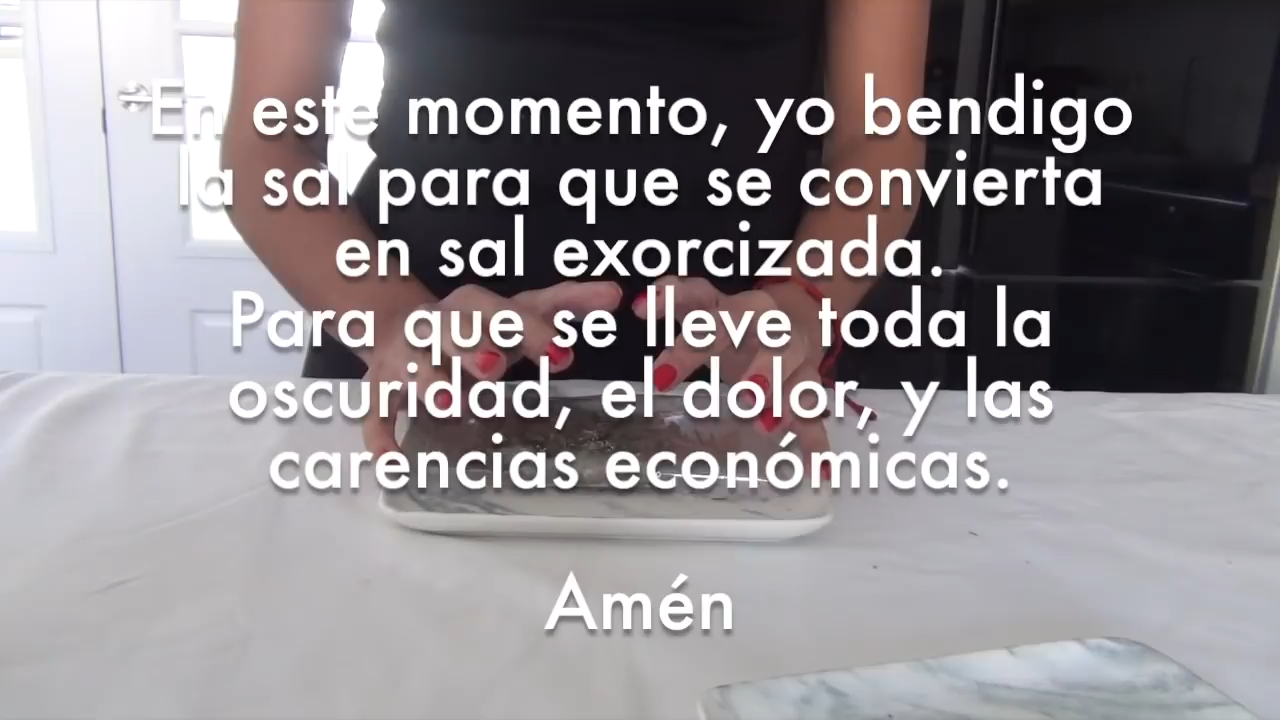 En este momento, yo bendigo
la sal para que se convierta
en sal exorcizada.
Para que se lleve toda la
oscuridad, el dolor, y las
carencias económicas.
Amén